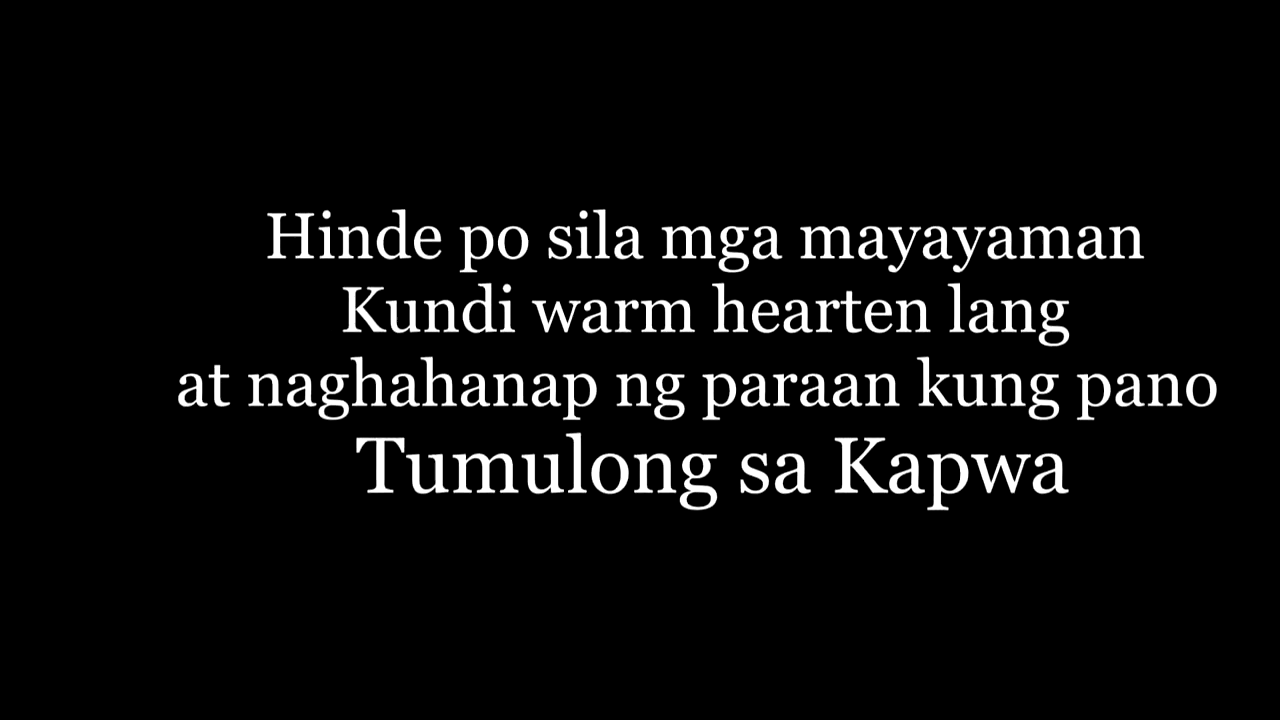 Hinde po sila mga mayayaman
Kundi warm hearten lang
at naghahanap ng paraan kung pano
Tumulong sa Kapwa